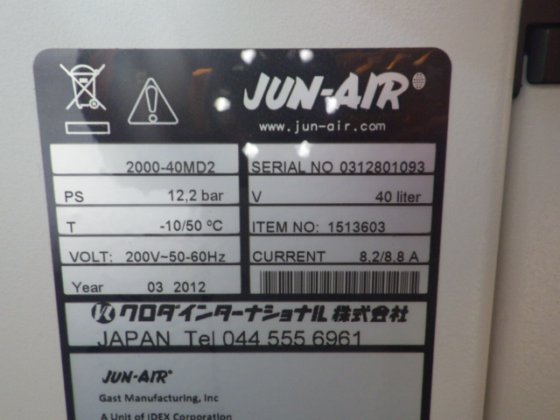 JUN-AIR®
www.jun-air.com
2000-40MD2
SERIAL NO 0312801093
PS 12,2 bar
V 40 liter
T -10/50 ºC
ITEM NO: 1513603
VOLT: 200V~50-60Hz
CURRENT 8,2/8.8 A
Year 03 2012
クロダインターナショナル株式会社
JAPAN Tel 044 555 6961
JUN-AIR®
Gast Manufacturing, Inc
A Unit of IDEX Corporation